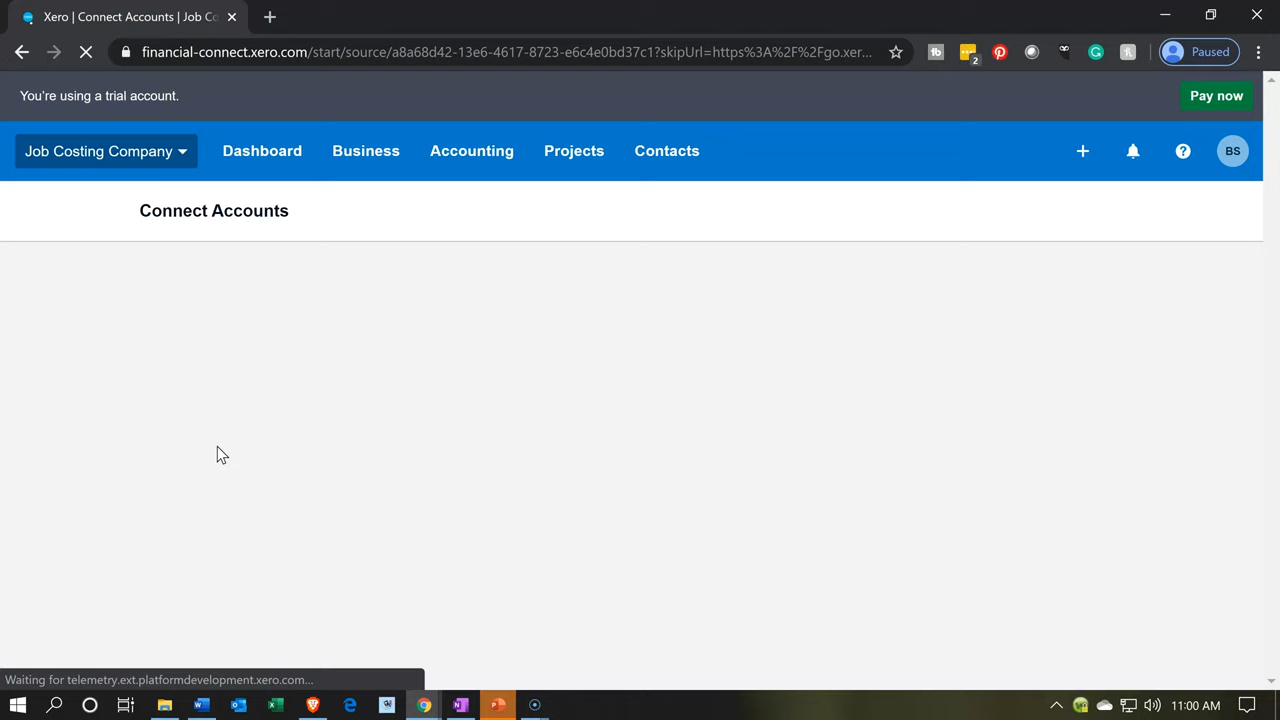 Xero | Connect Accounts | Job Co
financial-connect.xero.com/start/source/a8a68d42-13e6-4617-8723-e6c4e0bd37c1?skipUrl=https%3A%2F%2Fgo.xer...
2
Paused
You're using a trial account.
Pay now
Job Costing Company
Dashboard
Business
Accounting
Projects
Contacts
BS
Connect Accounts
Waiting for telemetry.ext.platformdevelopment.xero.com...
11:00 AM